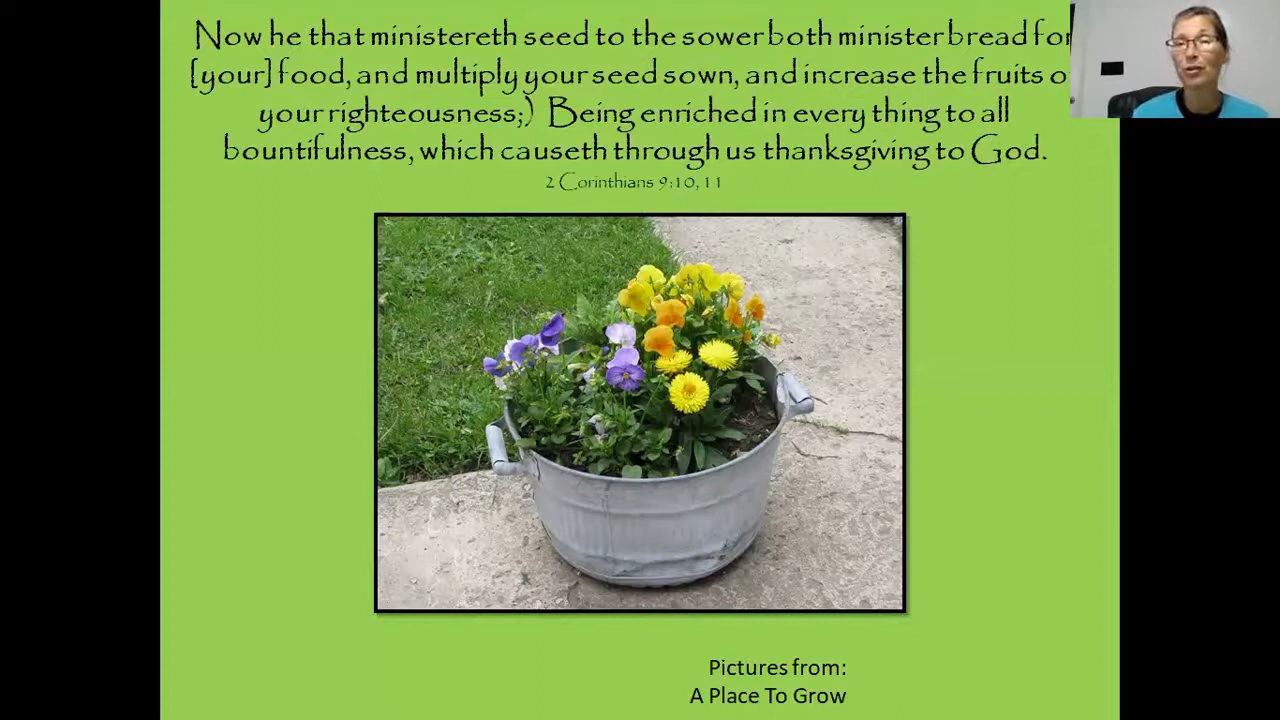 Now he that ministereth seed to the sower both minister bread for
[your] food, and multiply your seed sown, and increase the fruits o
your righteousness;) Being enriched in every thing to all
bountifulness, which causeth through us thanksgiving to God.
2 Corinthians 9:10, 11
Pictures from:
A Place To Grow